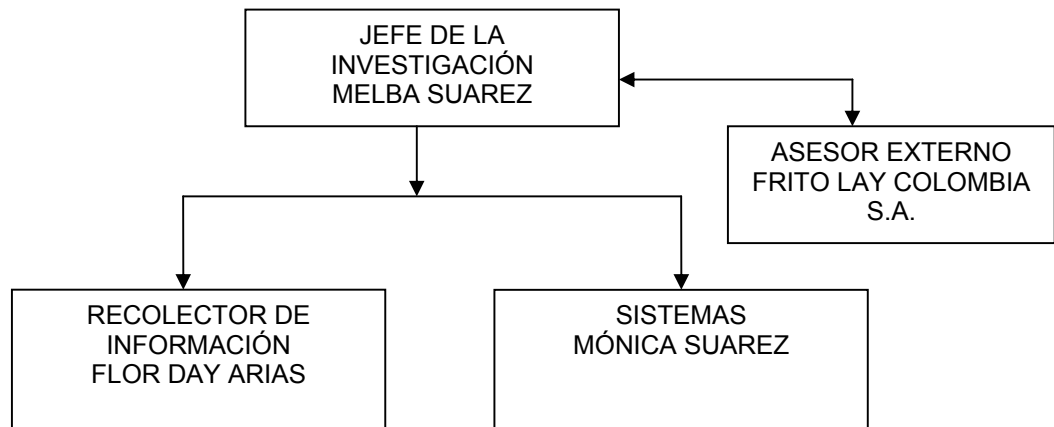 JEFE DE LA
INVESTIGACIÓN
MELBA SUAREZ
ASESOR EXTERNO
FRITO LAY COLOMBIA
S.A.
RECOLECTOR DE
INFORMACIÓN
FLOR DAY ARIAS
SISTEMAS
MÓNICA SUAREZ